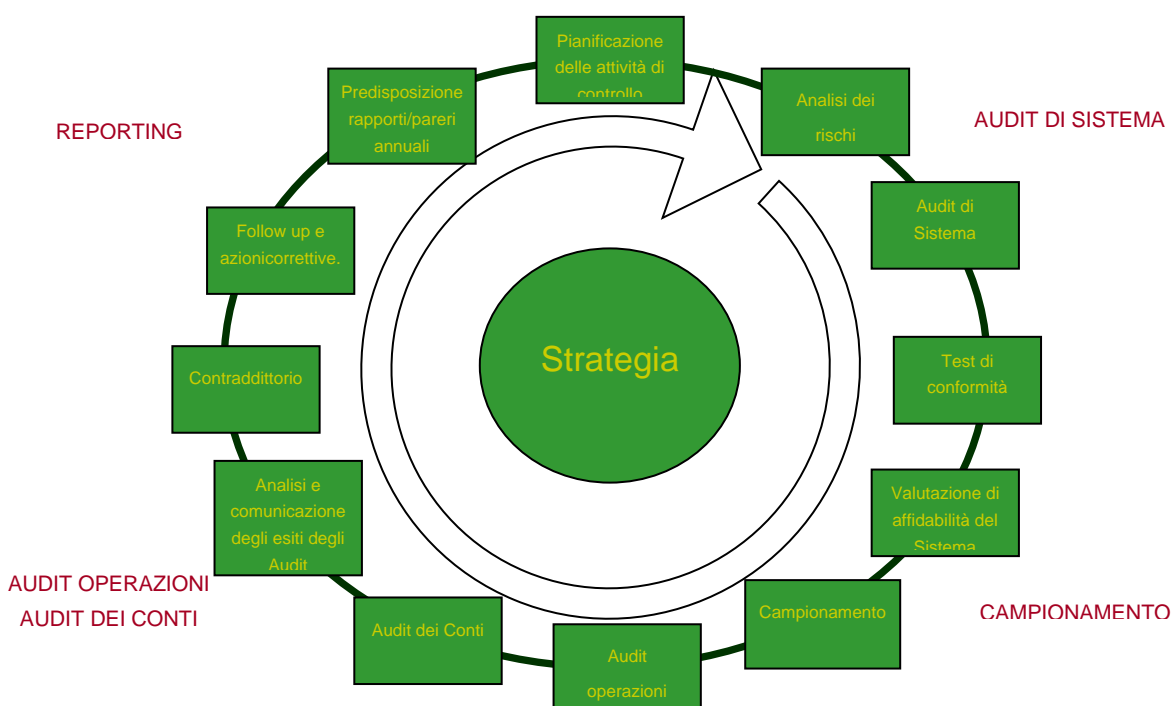 Pianificazione
delle attività di
controllo
Analisi dei
rischi
AUDIT DI SISTEMA
Audit di
Sistema
Test di
conformità
Valutazione di
affidabilità del
Sistema
CAMPIONAMENTO
Campionamento
Audit
operazioni
Audit dei Conti
AUDIT OPERAZIONI
AUDIT DEI CONTI
Analisi e
comunicazione
degli esiti degli
Audit
Contraddittorio
Follow up e
azionicorrettive.
REPORTING
Predisposizione
rapporti/pareri
annuali
Strategia